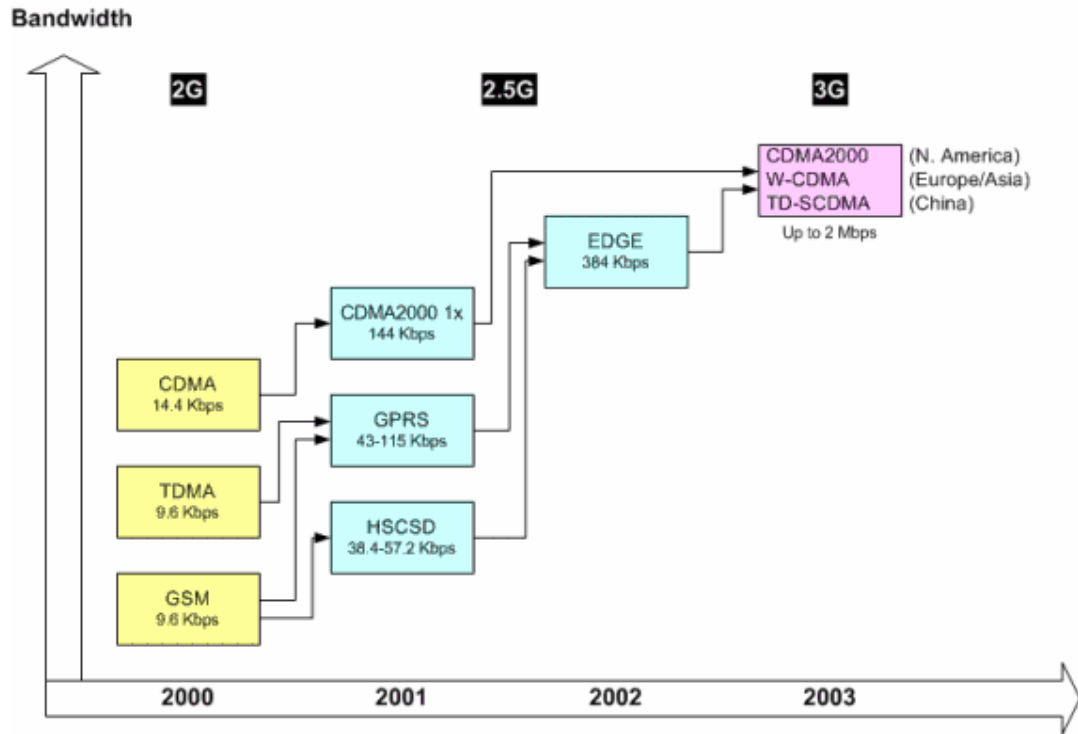 Bandwidth
2G
2.5G
3G
CDMA2000 (N. America)
W-CDMA (Europe/Asia)
TD-SCDMA (China)
Up to 2 Mbps
EDGE
384 Kbps
CDMA2000 1x
144 Kbps
CDMA
14.4 Kbps
GPRS
43-115 Kbps
TDMA
9.6 Kbps
HSCSD
38.4-57.2 Kbps
GSM
9.6 Kbps
2000
2001
2002
2003